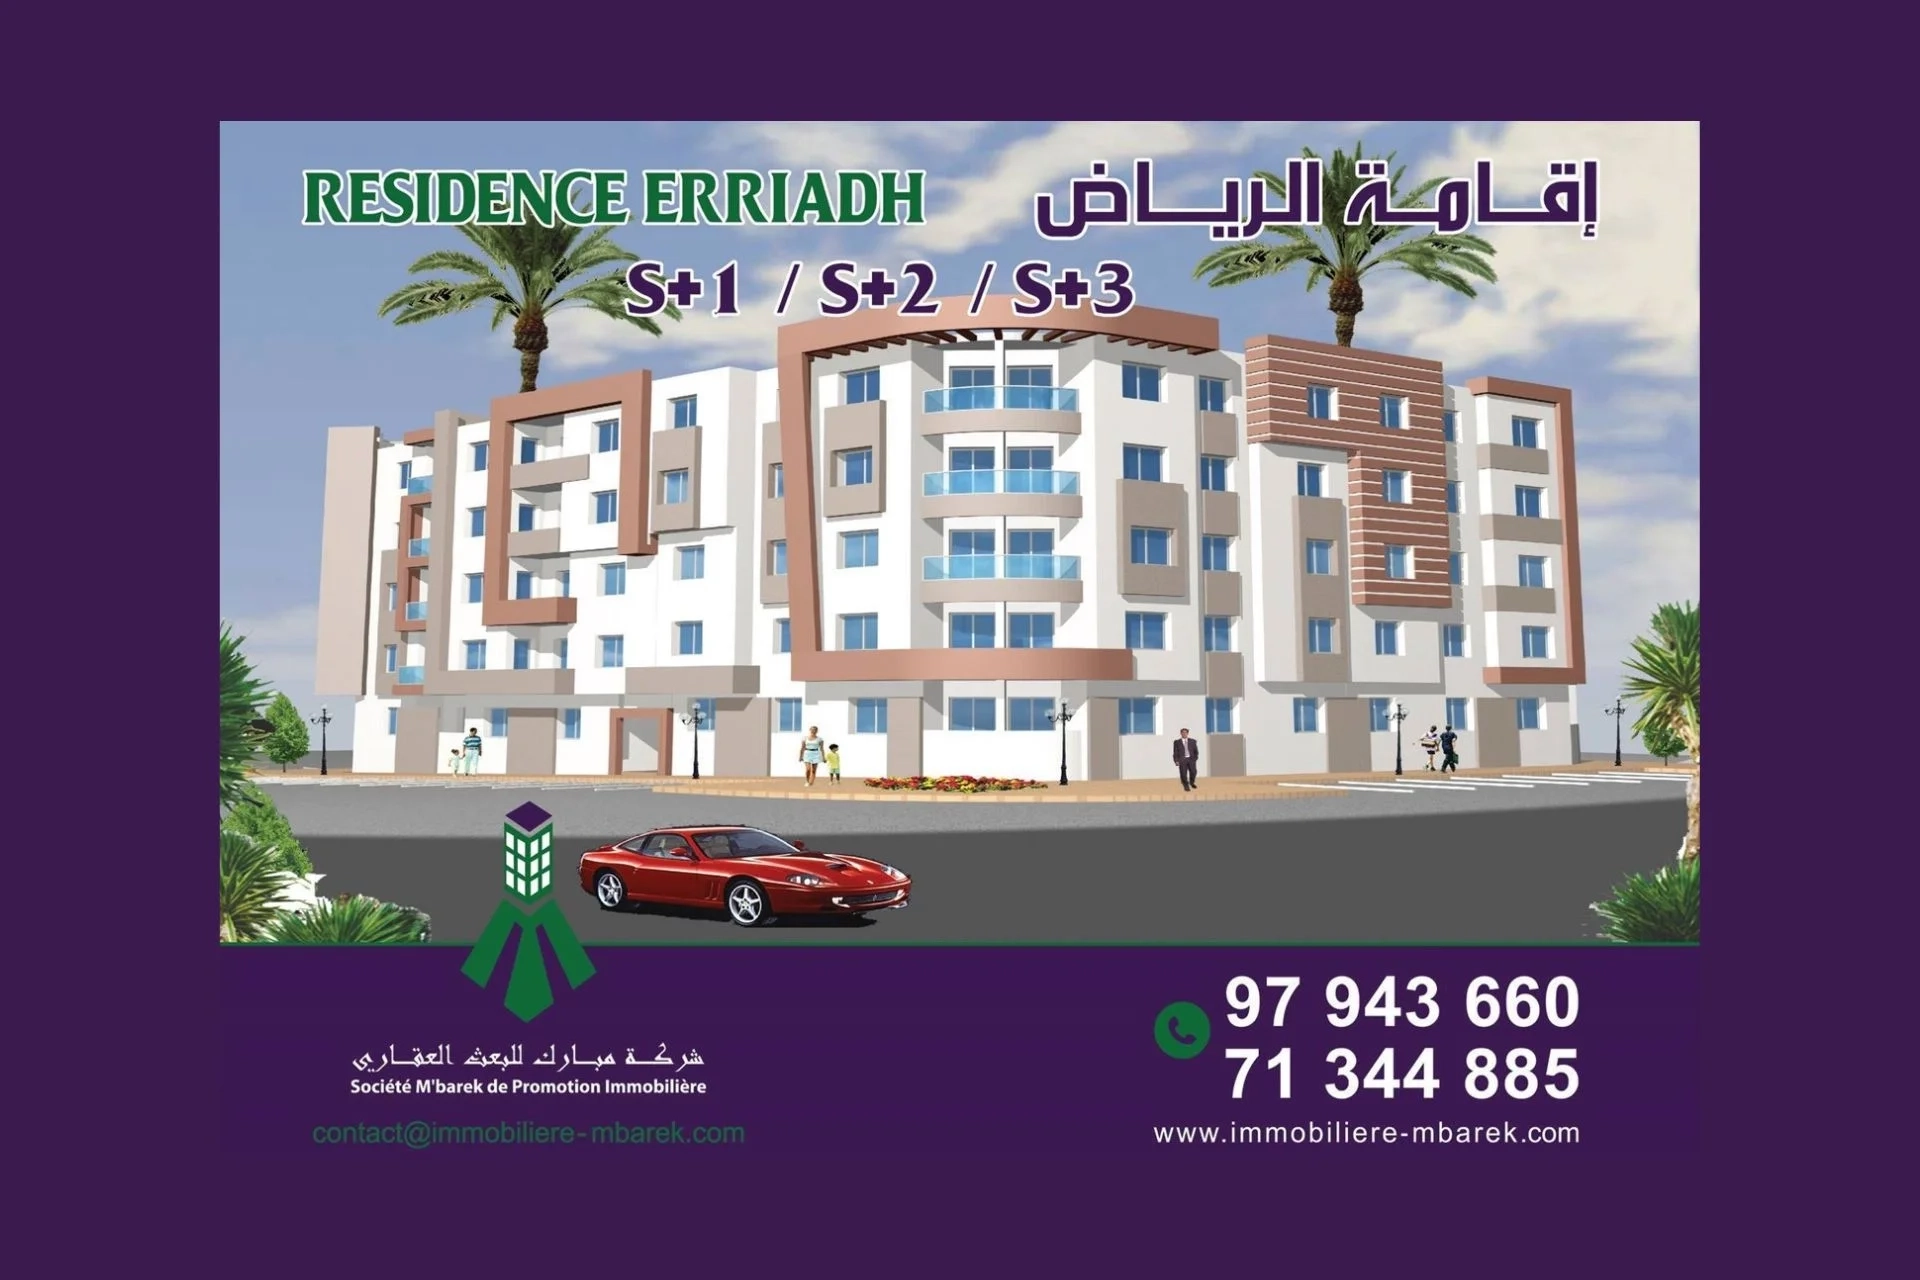 RESIDENCE ERRIADH
إقامة الرياض
S+1 / S+2 / S+3
97 943 660
71 344 885
شركة مبارك للبعث العقاري
Société M'barek de Promotion Immobilière
contact@immobiliere-mbarek.com
www.immobiliere-mbarek.com